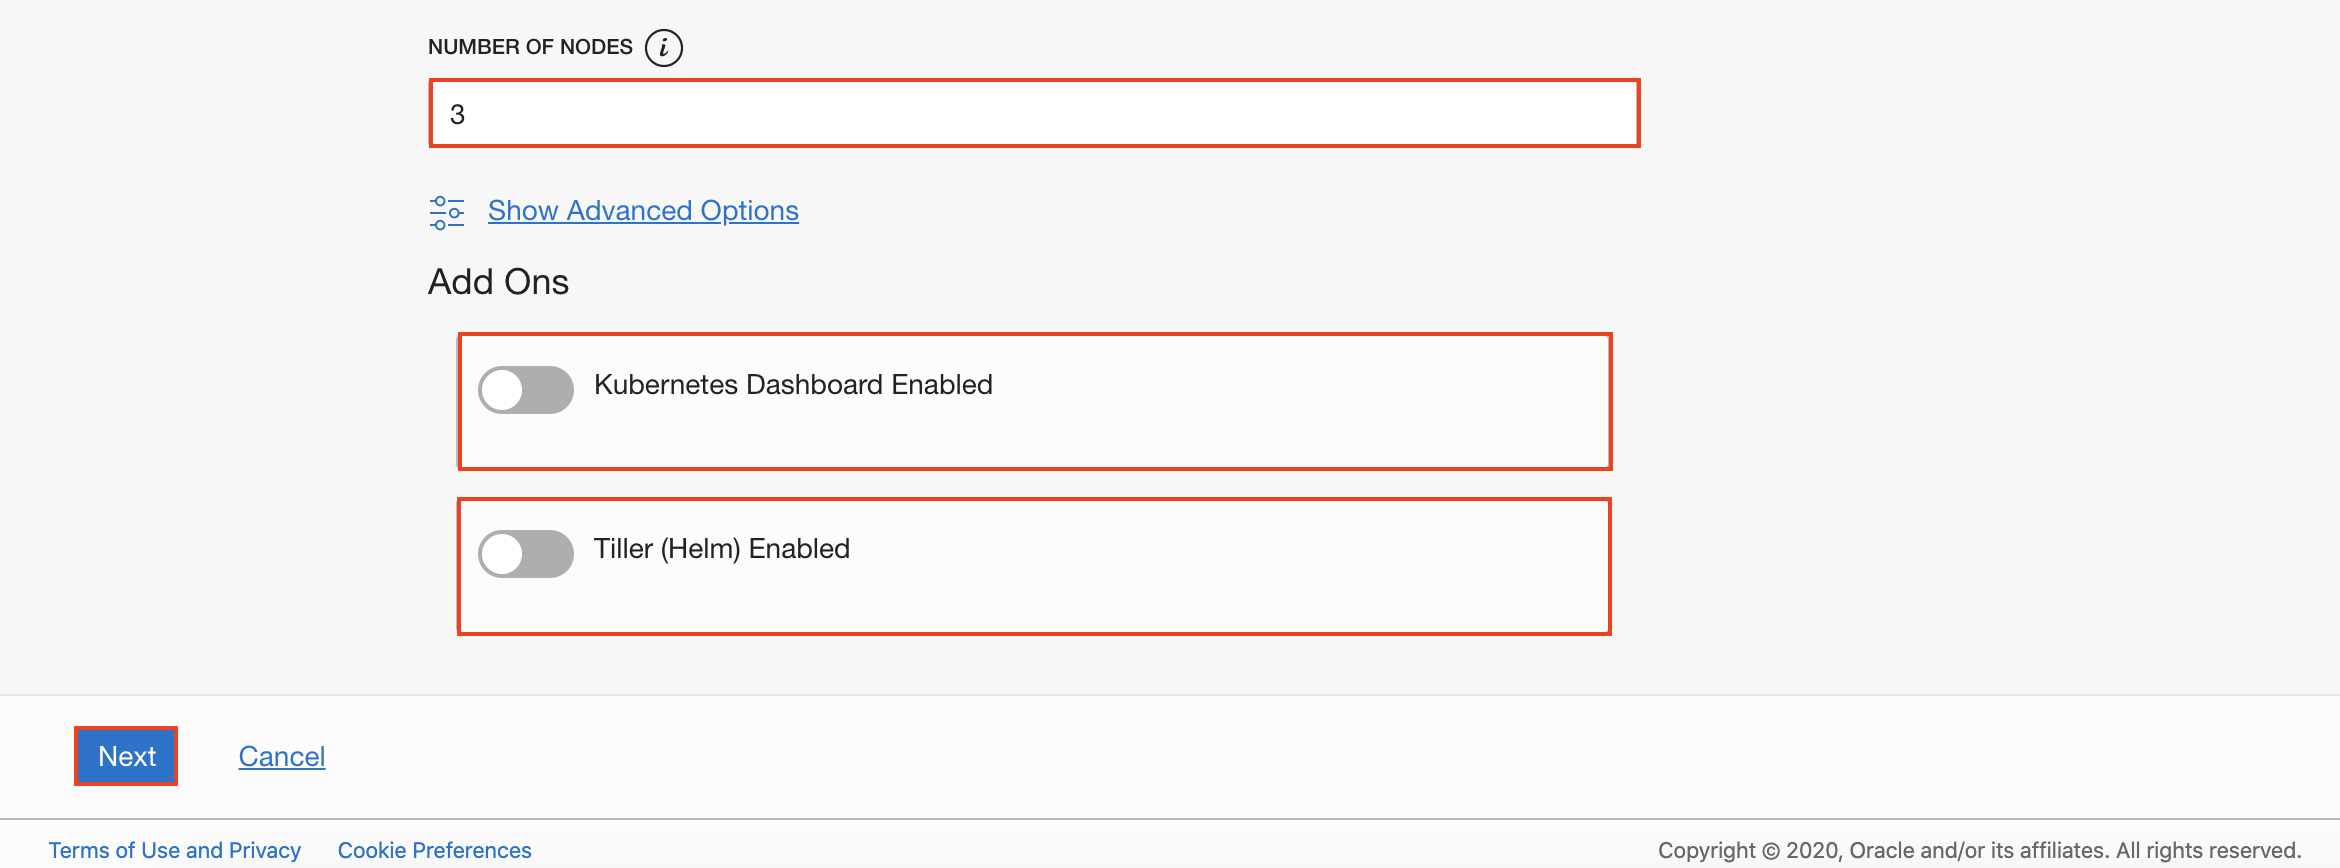 NUMBER OF NODES i
3
Show Advanced Options
Add Ons
Kubernetes Dashboard Enabled
Tiller (Helm) Enabled
Next Cancel
Terms of Use and Privacy Cookie Preferences Copyright © 2020, Oracle and/or its affiliates. All rights reserved.